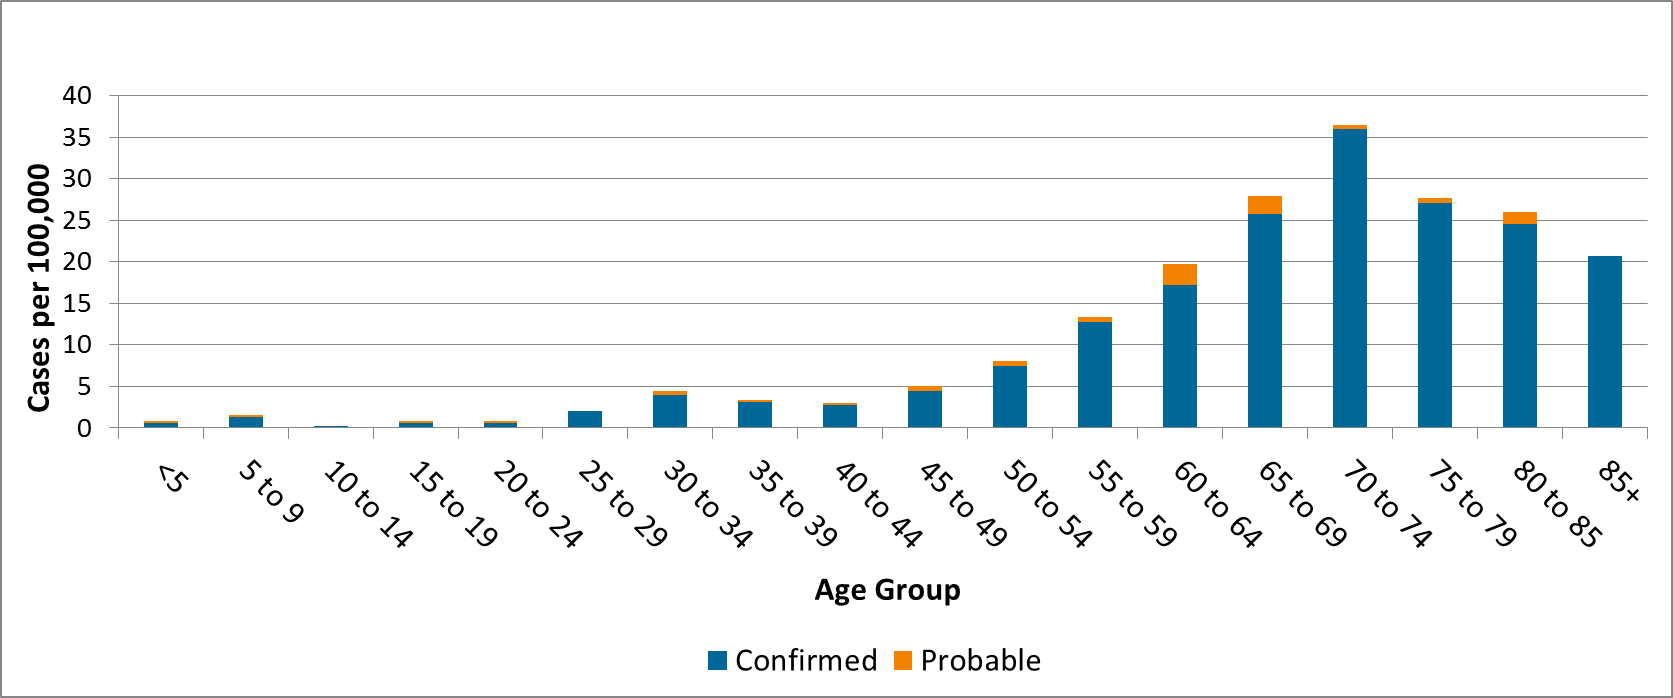 40
35
30
25
20
15
10
5
0
Cases per 100,000
<5
5 to 9
10 to 14
15 to 19
20 to 24
25 to 29
30 to 34
35 to 39
40 to 44
45 to 49
50 to 54
55 to 59
60 to 64
65 to 69
70 to 74
75 to 79
80 to 85
85+
Age Group
Confirmed Probable